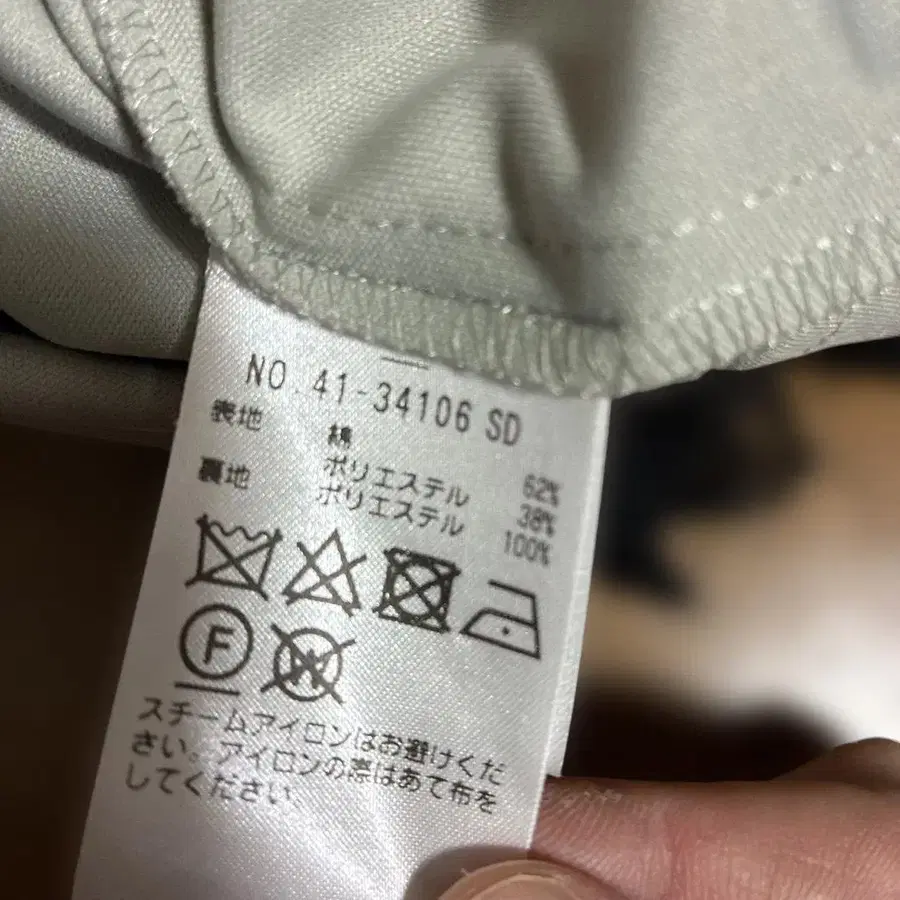 NO. 41-34106 SD
表地 綿 62%
ポリエステル 38%
裏地 ポリエステル 100%
F W
スチームアイロンはお避けくだ
さい。アイロンの際はあて布を
してください。